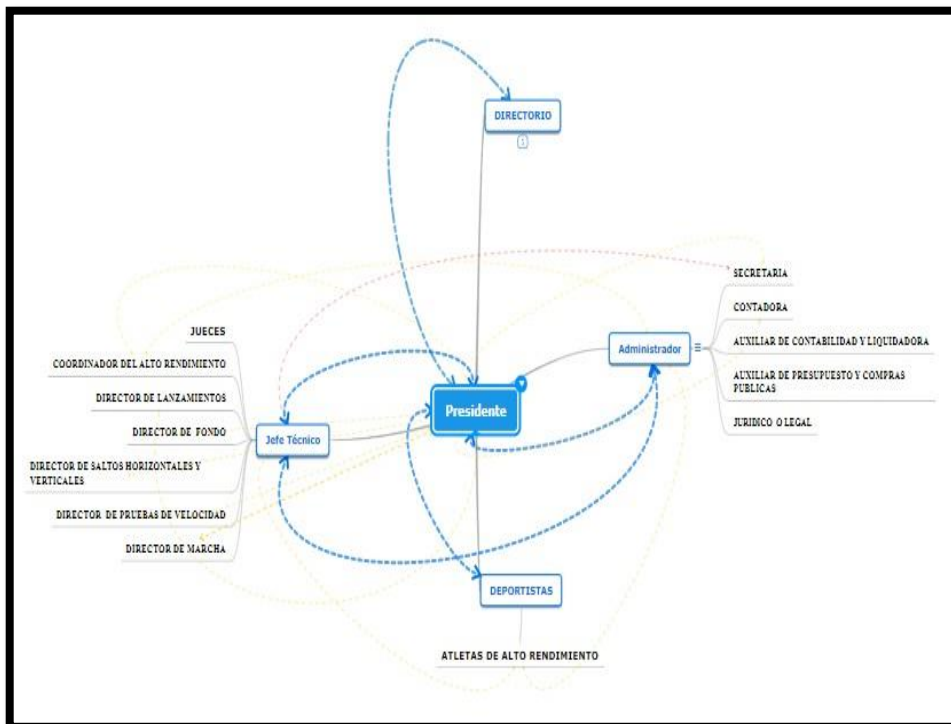 DIRECTORIO
1
SECRETARIA
CONTADORA
Administrador
AUXILIAR DE CONTABILIDAD Y LIQUIDADORA
AUXILIAR DE PRESUPUESTO Y COMPRAS
PUBLICAS
JURIDICO O LEGAL
Presidente
JUECES
COORDINADOR DEL ALTO RENDIMIENTO
DIRECTOR DE LANZAMIENTOS
DIRECTOR DE FONDO
Jefe Técnico
DIRECTOR DE SALTOS HORIZONTALES Y
VERTICALES
DIRECTOR DE PRUEBAS DE VELOCIDAD
DIRECTOR DE MARCHA
DEPORTISTAS
ATLETAS DE ALTO RENDIMIENTO